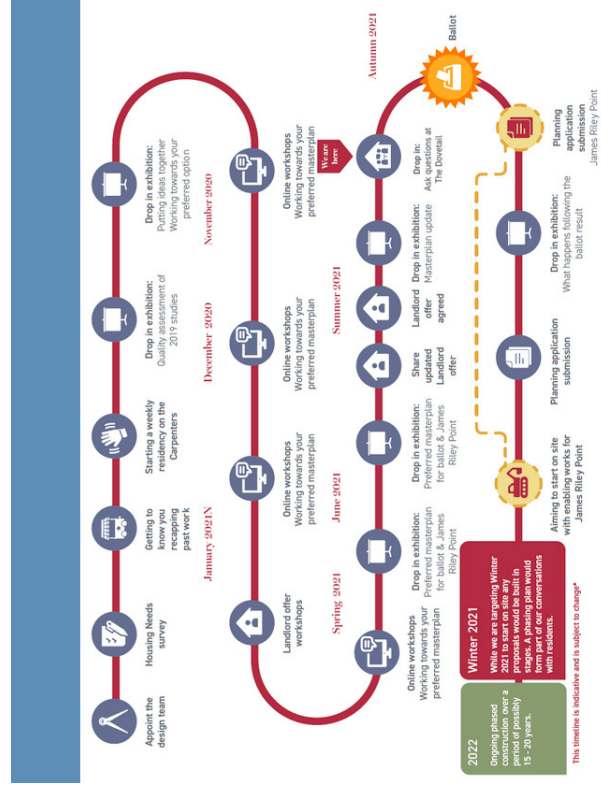 Appoint the
design team
Housing Needs
survey
Getting to
know you
recapping
past work
Starting a weekly
residency on the
Carpenters
Drop in exhibition:
Quality assessment of
2019 studies
Drop in exhibition:
Putting ideas together
Working towards your
preferred option
January 2021N
December 2020
November 2020
Landlord offer
workshops
Online workshops
Working towards your
preferred masterplan
Online workshops
Working towards your
preferred masterplan
Online workshops
Working towards your
preferred masterplan
Spring 2021
June 2021
Summer 2021
We are
here
Autumn 2021
Online workshops
Working towards your
preferred masterplan
Drop in exhibition:
Preferred masterplan
for ballot & James
Riley Point
Drop in exhibition:
Preferred masterplan
for ballot & James
Riley Point
Share
updated
Landlord
offer
Landlord
offer
agreed
Drop in exhibition:
Masterplan update
Drop in:
Ask questions at
The Dovetail
Ballot
2022
Ongoing phased
construction over a
period of possibly
15 - 20 years.
Winter 2021
While we are targeting Winter
2021 to start on site any
proposals would be built in
stages. A phasing plan would
form part of our conversations
with residents.
Aiming to start on site
with enabling works for
James Riley Point
Planning application
submission
Drop in exhibition:
What happens following the
ballot result
Planning
application
submission
James Riley Point
This timeline is indicative and is subject to change*